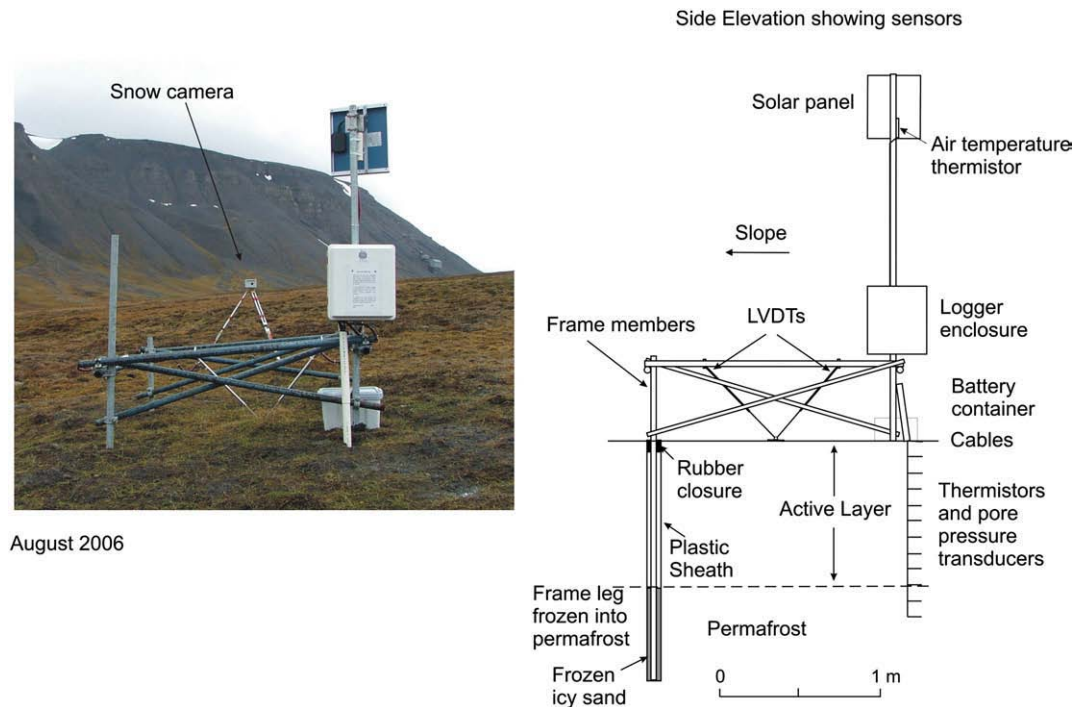 Side Elevation showing sensors
Snow camera
August 2006
Solar panel
Air temperature
thermistor
Slope
Logger
enclosure
LVDTs
Frame members
Battery
container
Cables
Rubber
closure
Active Layer
Thermistors
and pore
pressure
transducers
Plastic
Sheath
Frame leg
frozen into
permafrost
Permafrost
Frozen
icy sand
0
1 m